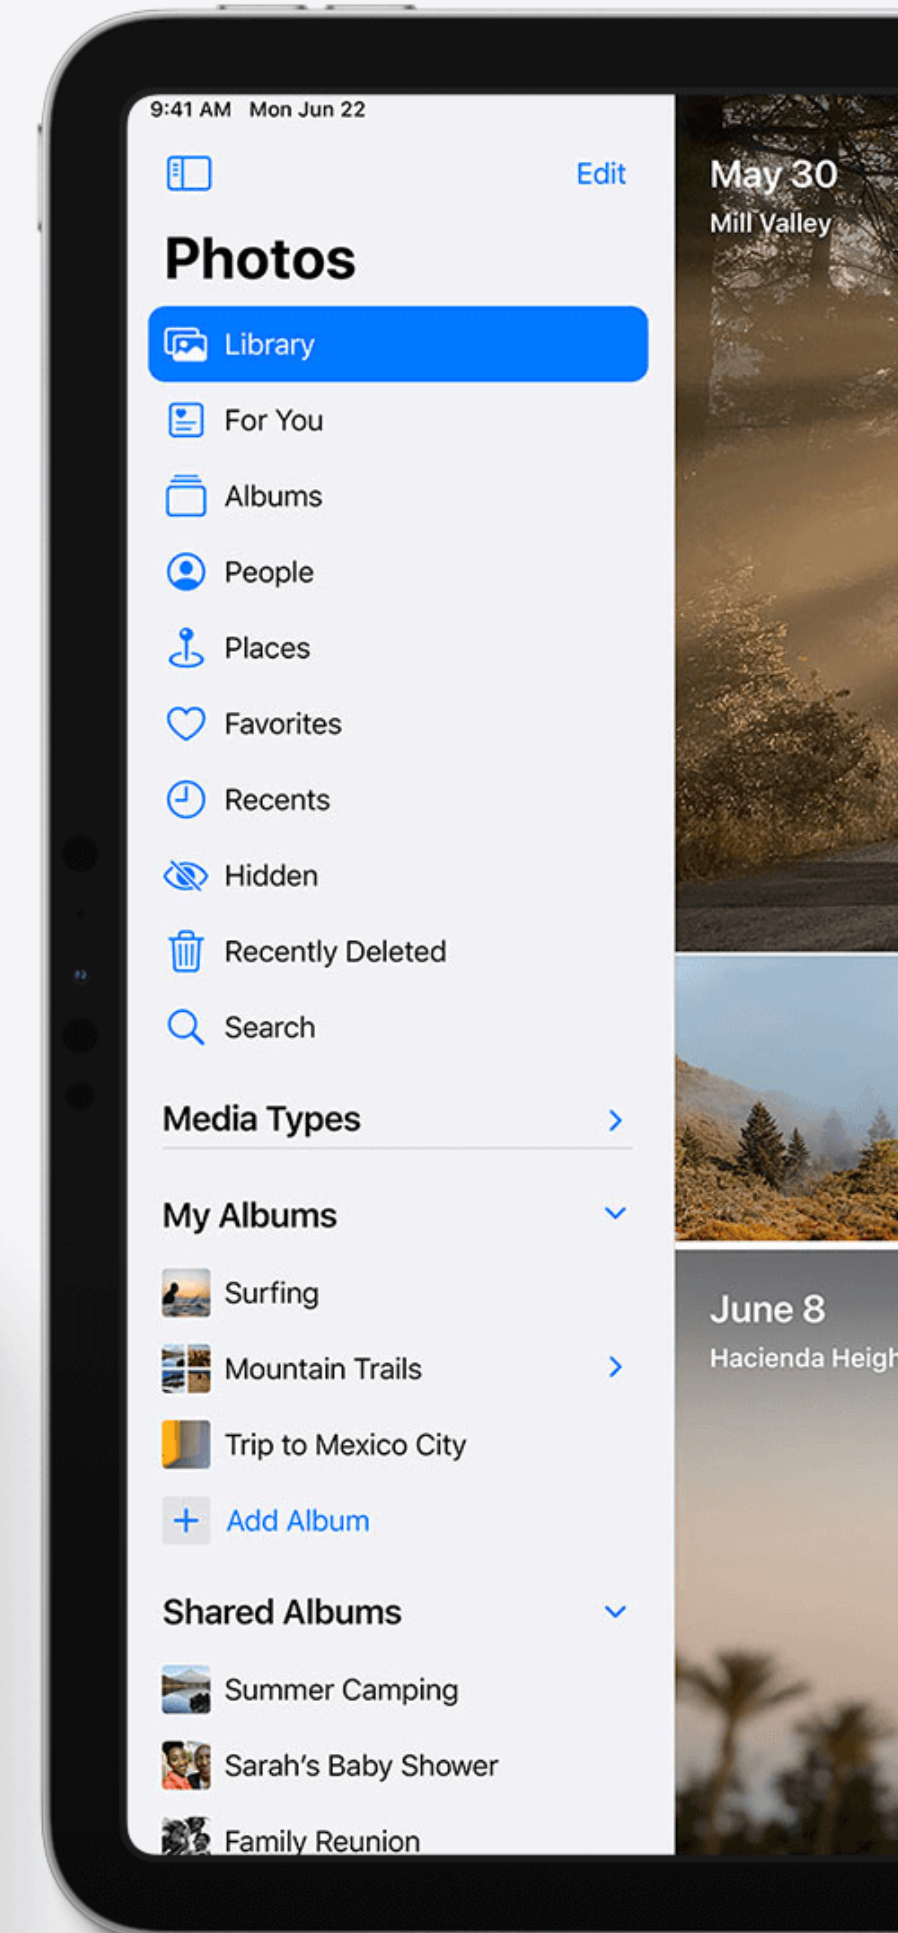 9:41 AM Mon Jun 22
Edit
Photos
Library
For You
Albums
People
Places
Favorites
Recents
Hidden
Recently Deleted
Search
Media Types
My Albums
Surfing
Mountain Trails
Trip to Mexico City
Add Album
Shared Albums
Summer Camping
Sarah’s Baby Shower
Family Reunion
May 30
Mill Valley
June 8
Hacienda Heigh